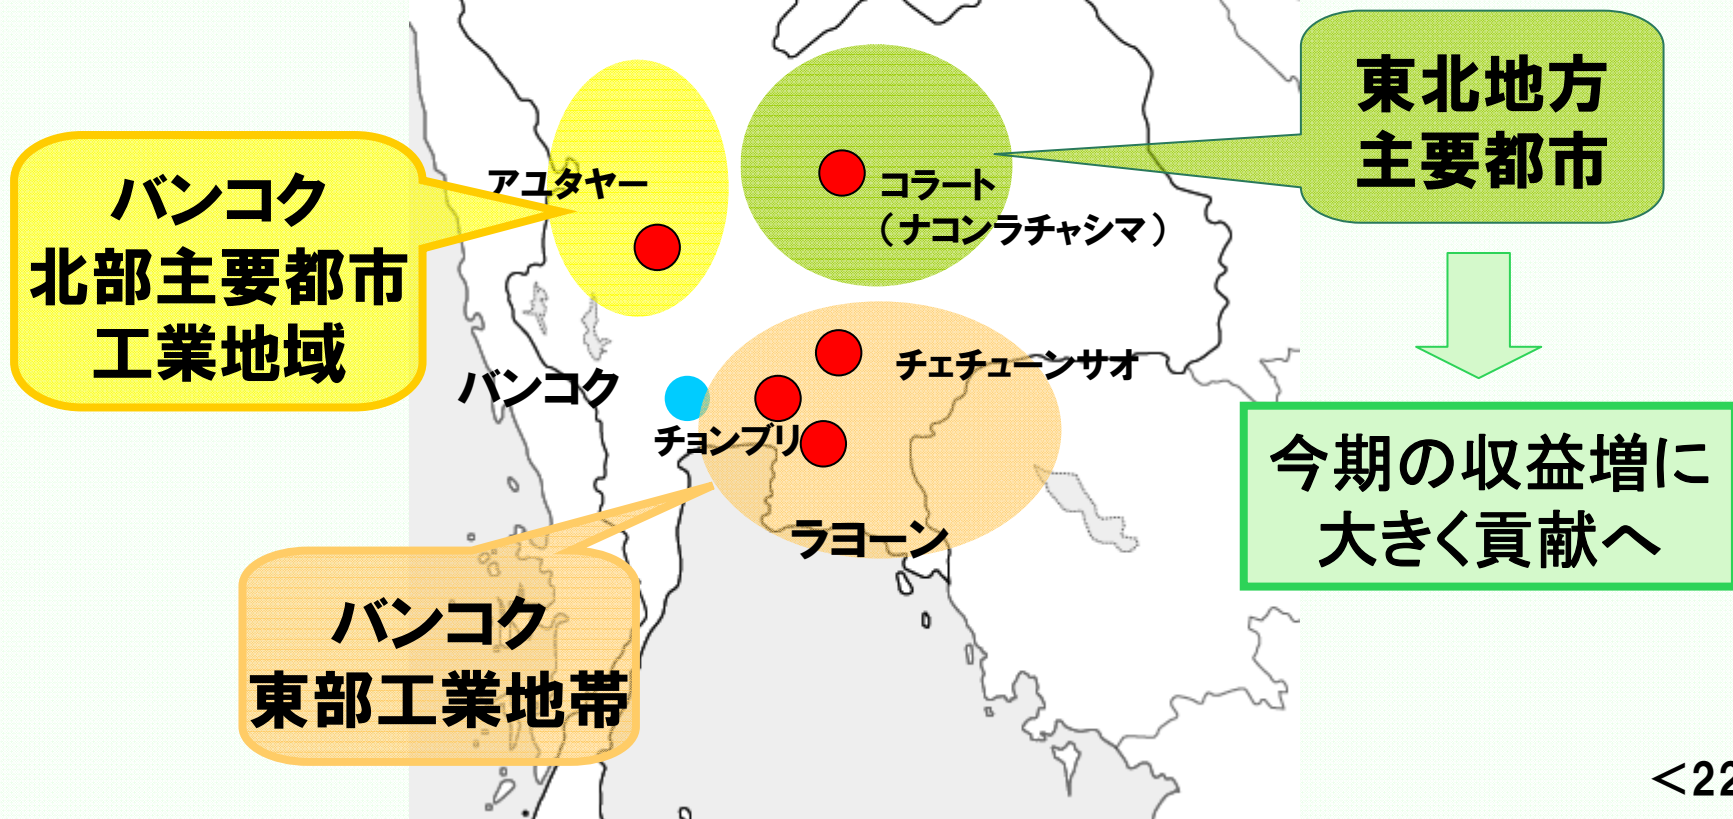 東北地方
主要都市
バンコク
北部主要都市
工業地域
アユタヤー
コラート
（ナコンラチャシマ）
チェチューンサオ
バンコク
チョンブリ
ラヨーン
今期の収益増に
大きく貢献へ
バンコク
東部工業地帯
<22